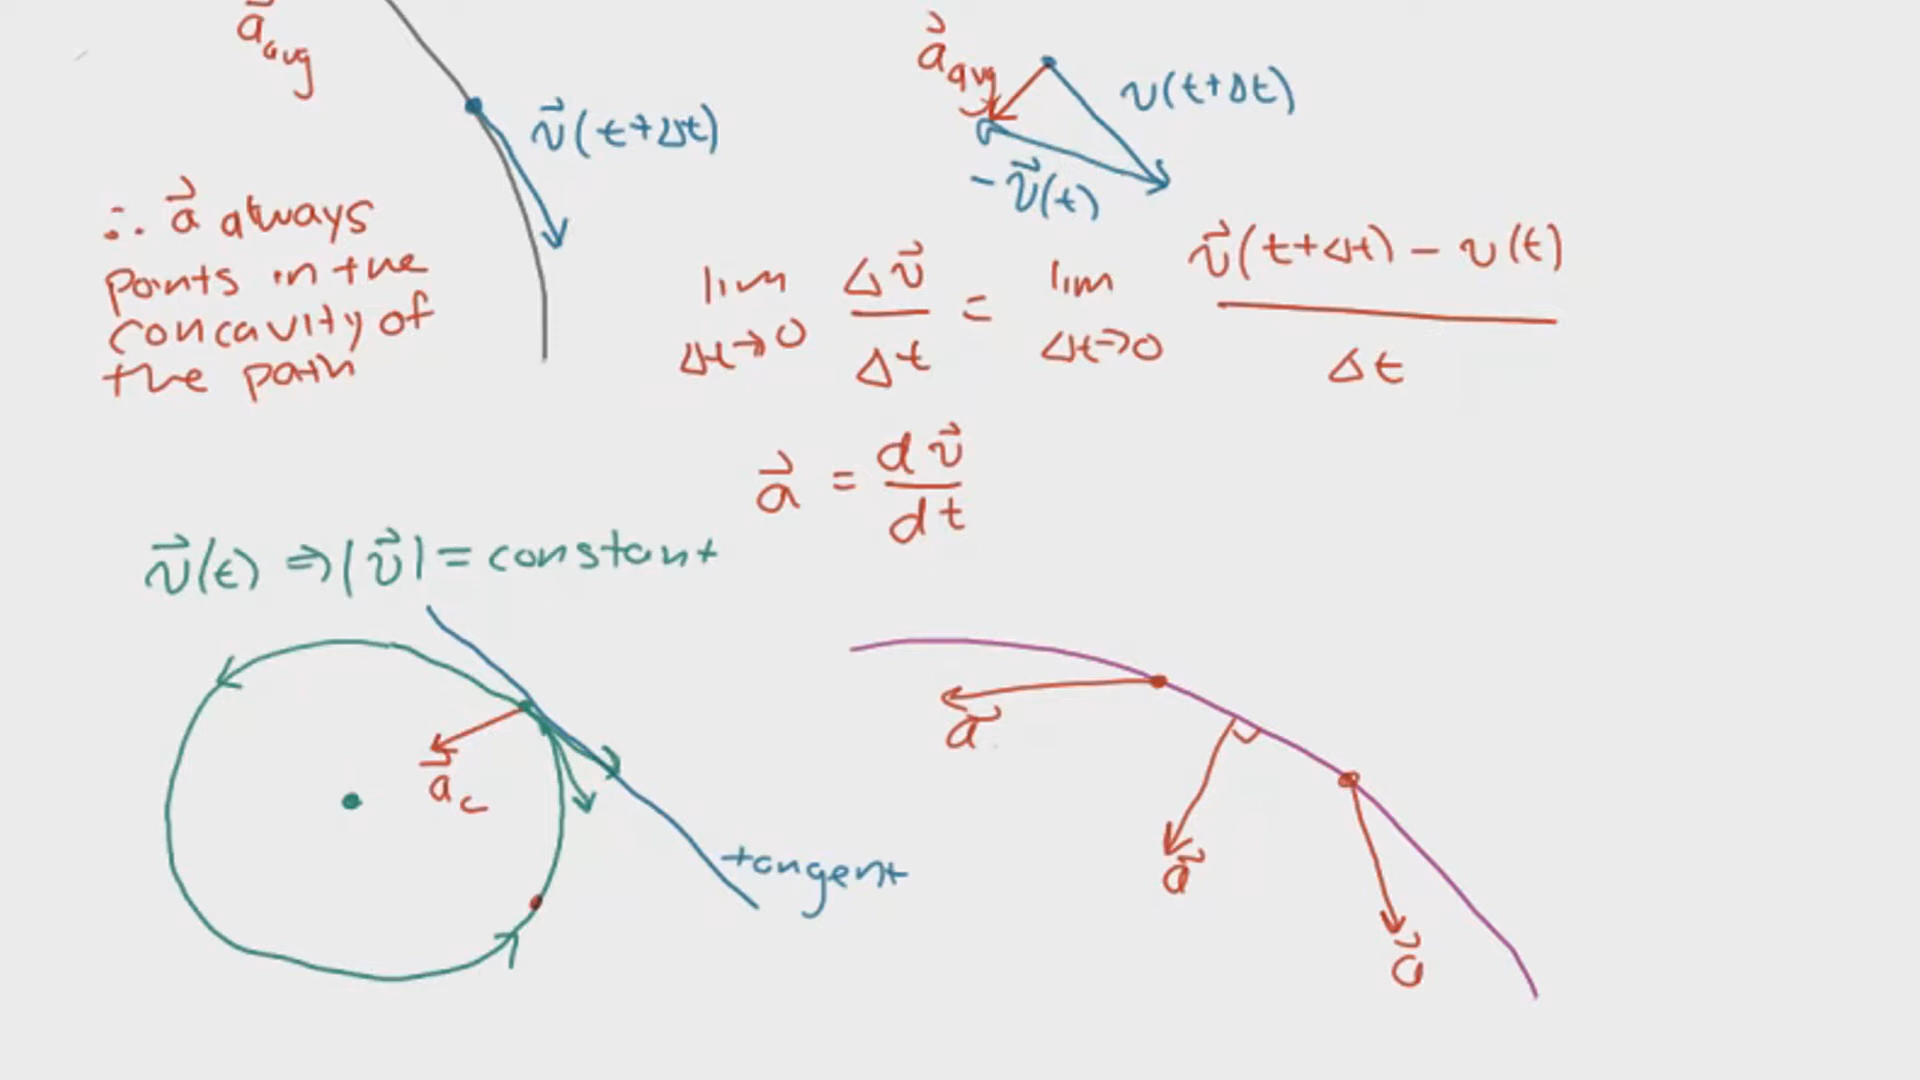 a⃗ avg
v⃗(t+Δt)
a⃗ avg
v(t+Δt)
-v⃗(t)
∴ a⃗ always
points in the
concavity of
the path
lim Δt→0 Δv⃗/Δt = lim Δt→0 v⃗(t+Δt) - v(t) / Δt
a⃗ = dv⃗/dt
v⃗(t) ⇒ |v⃗| = constant
a⃗c
tangent
a⃗
a⃗
a⃗